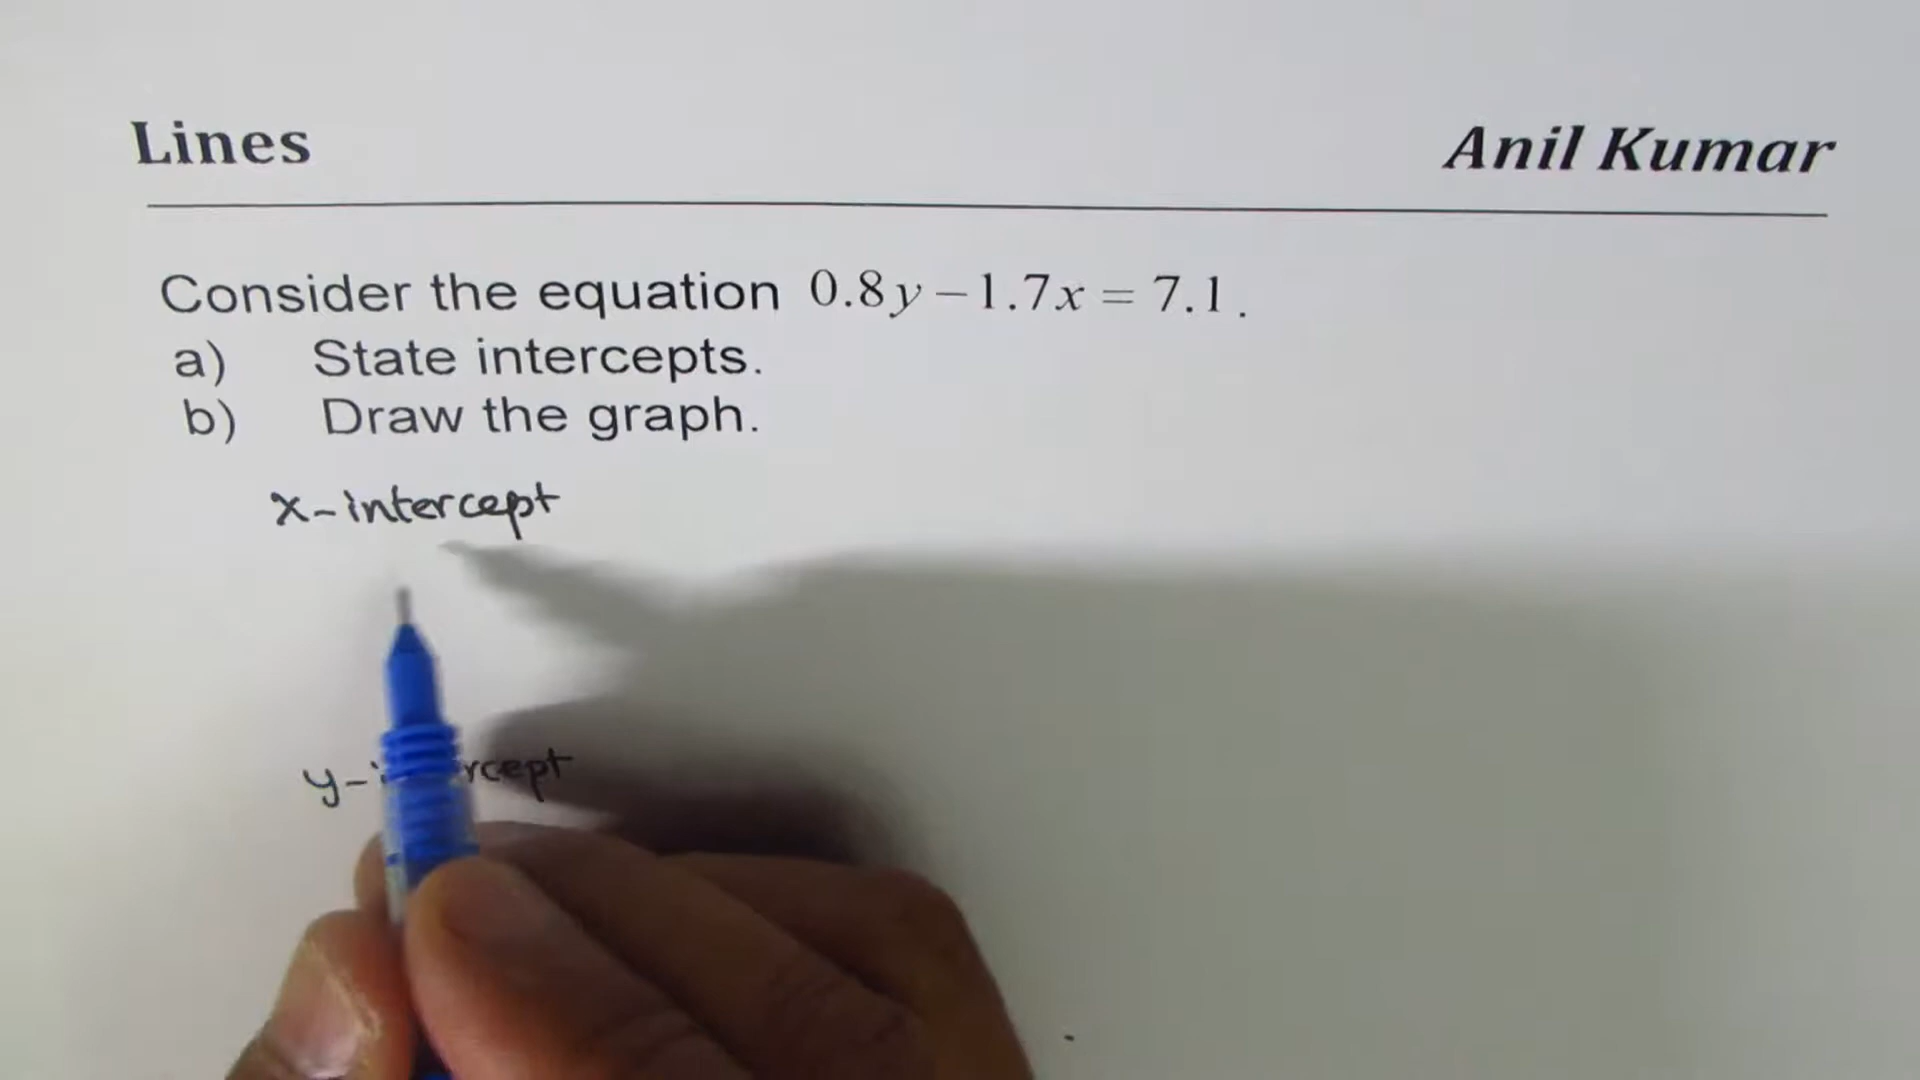 Lines Anil Kumar
Consider the equation 0.8y – 1.7x = 7.1.
a) State intercepts.
b) Draw the graph.
x-intercept